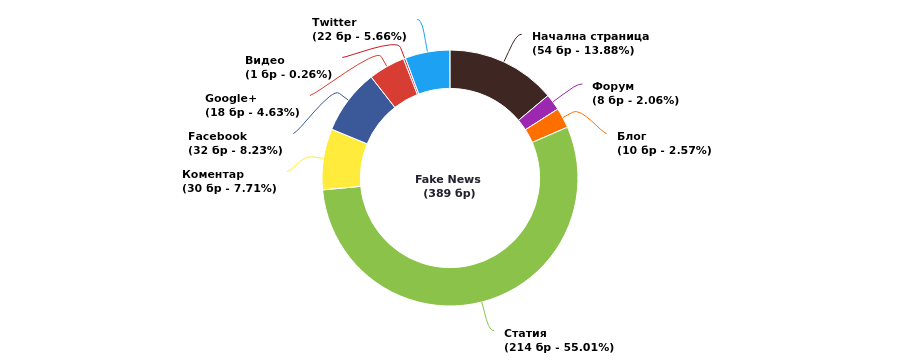 Twitter
(22 бр - 5.66%)
Начална страница
(54 бр - 13.88%)
Видео
(1 бр - 0.26%)
Форум
(8 бр - 2.06%)
Google+
(18 бр - 4.63%)
Блог
(10 бр - 2.57%)
Facebook
(32 бр - 8.23%)
Коментар
(30 бр - 7.71%)
Fake News
(389 бр)
Статия
(214 бр - 55.01%)